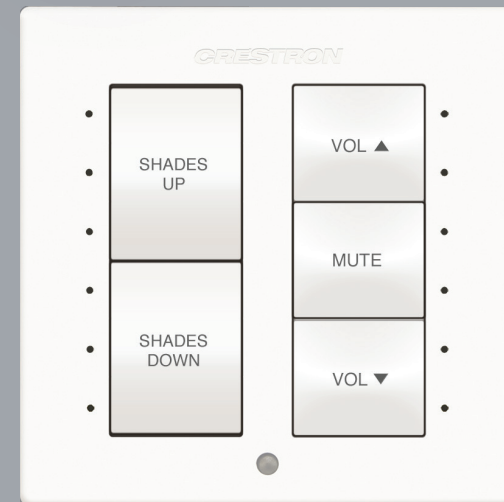 CRESTRON
SHADES
UP
SHADES
DOWN
VOL ▲
MUTE
VOL ▼